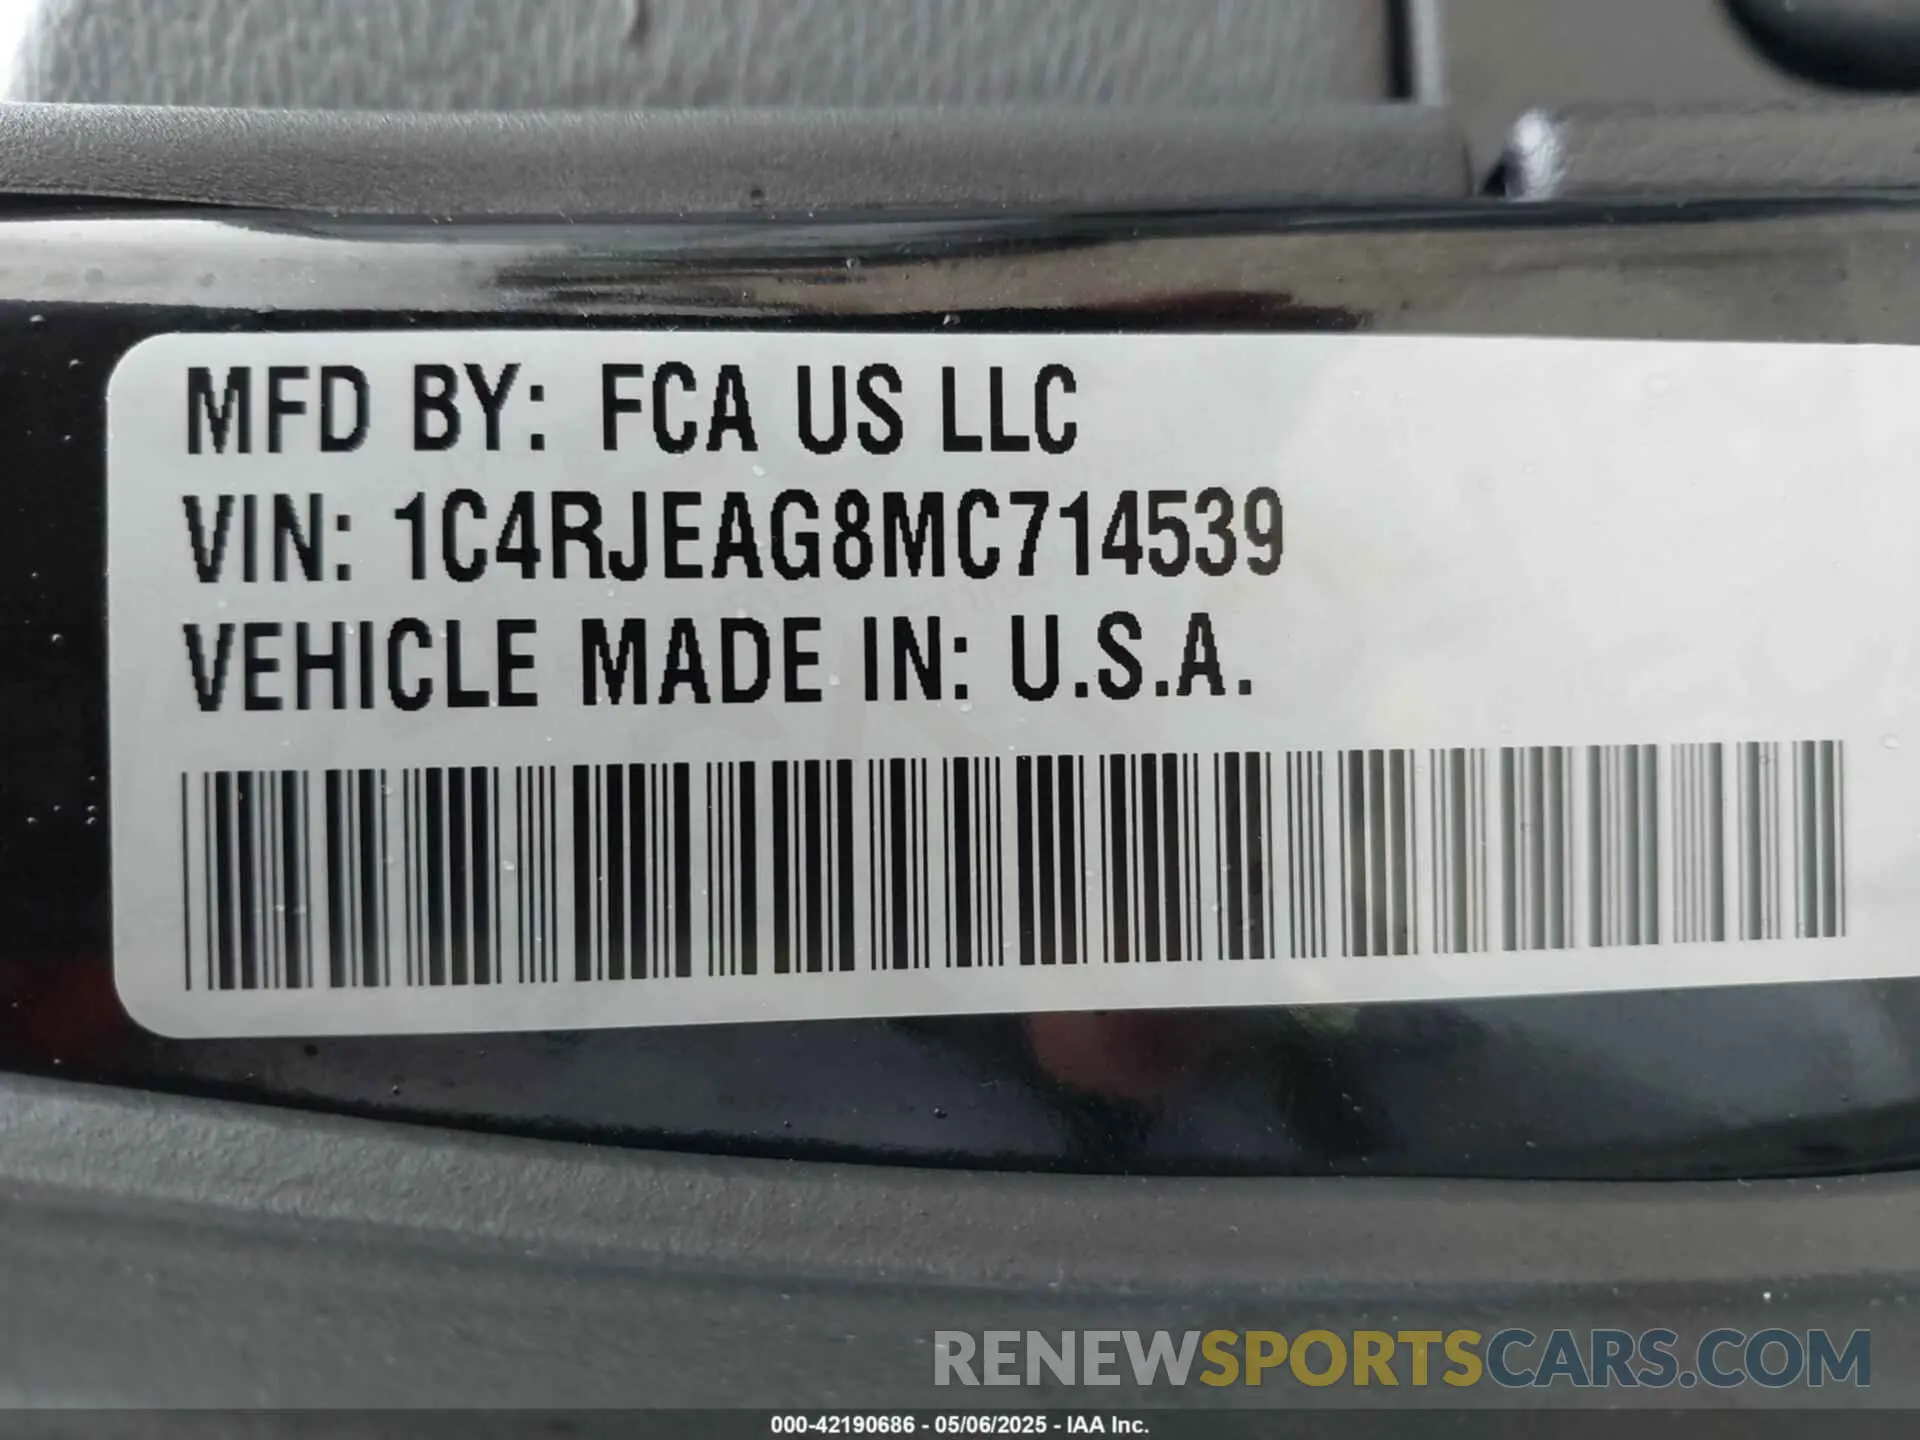 MFD BY: FCA US LLC
VIN: 1C4RJEAG8MC714539
VEHICLE MADE IN: U.S.A.
RENEWSPORTSCARS.COM
000-42190686 - 05/06/2025 - IAA Inc.